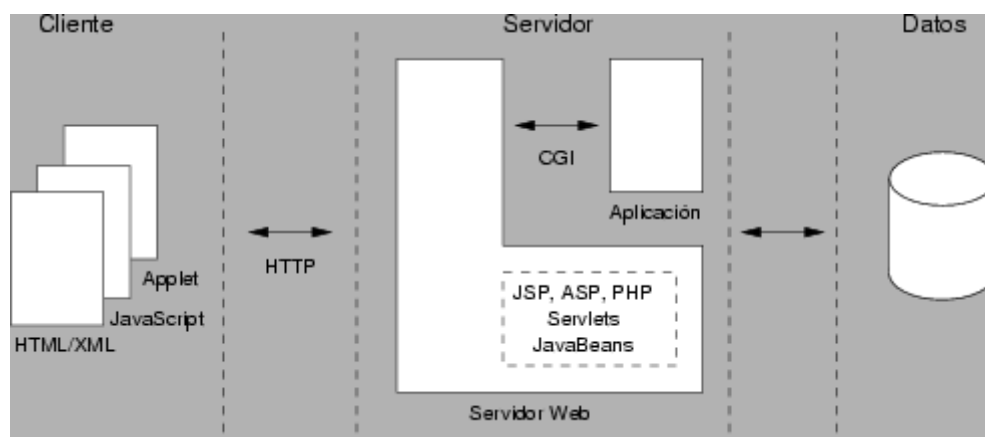 Cliente
Servidor
Datos
CGI
Aplicación
HTTP
Applet
JavaScript
HTML/XML
JSP, ASP, PHP
Servlets
JavaBeans
Servidor Web